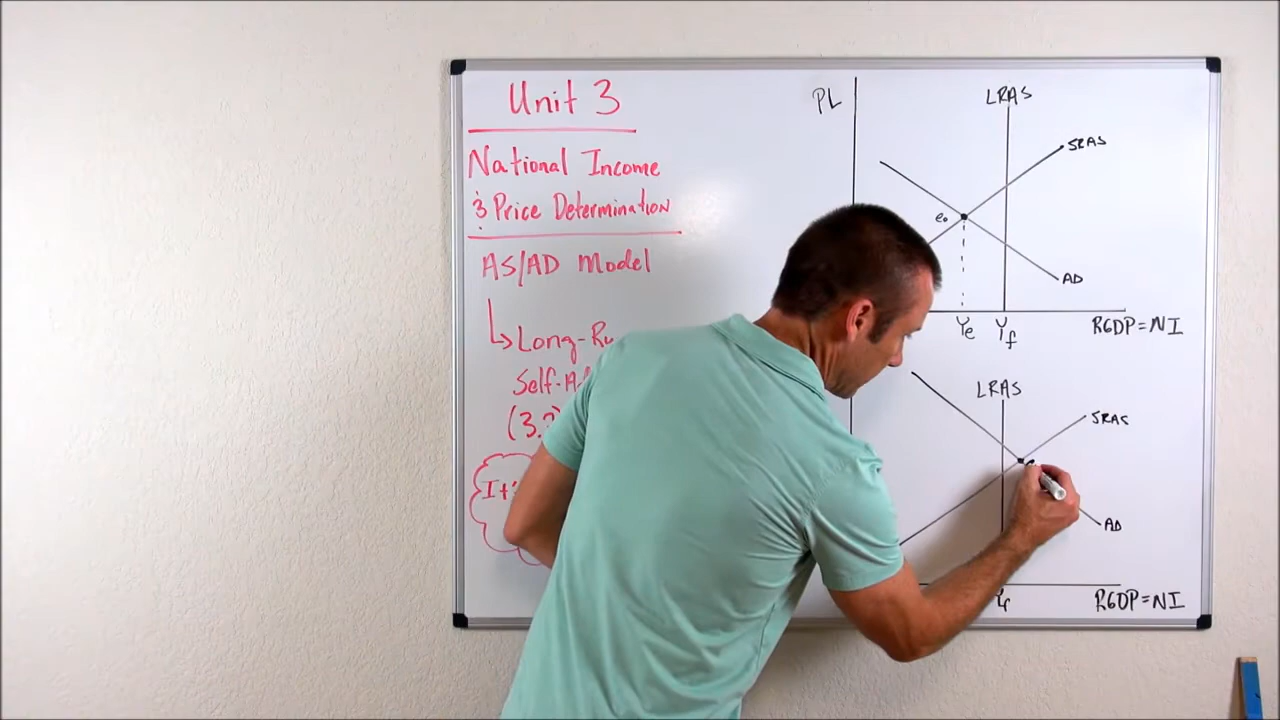 Unit 3
National Income
& Price Determination
AS/AD Model
Long-Ru
Self-A
(3.
It's
PL
LRAS
SRAS
e₀
AD
Ye
Yf
RGDP=NI
LRAS
SRAS
AD
Yf
RGDP=NI